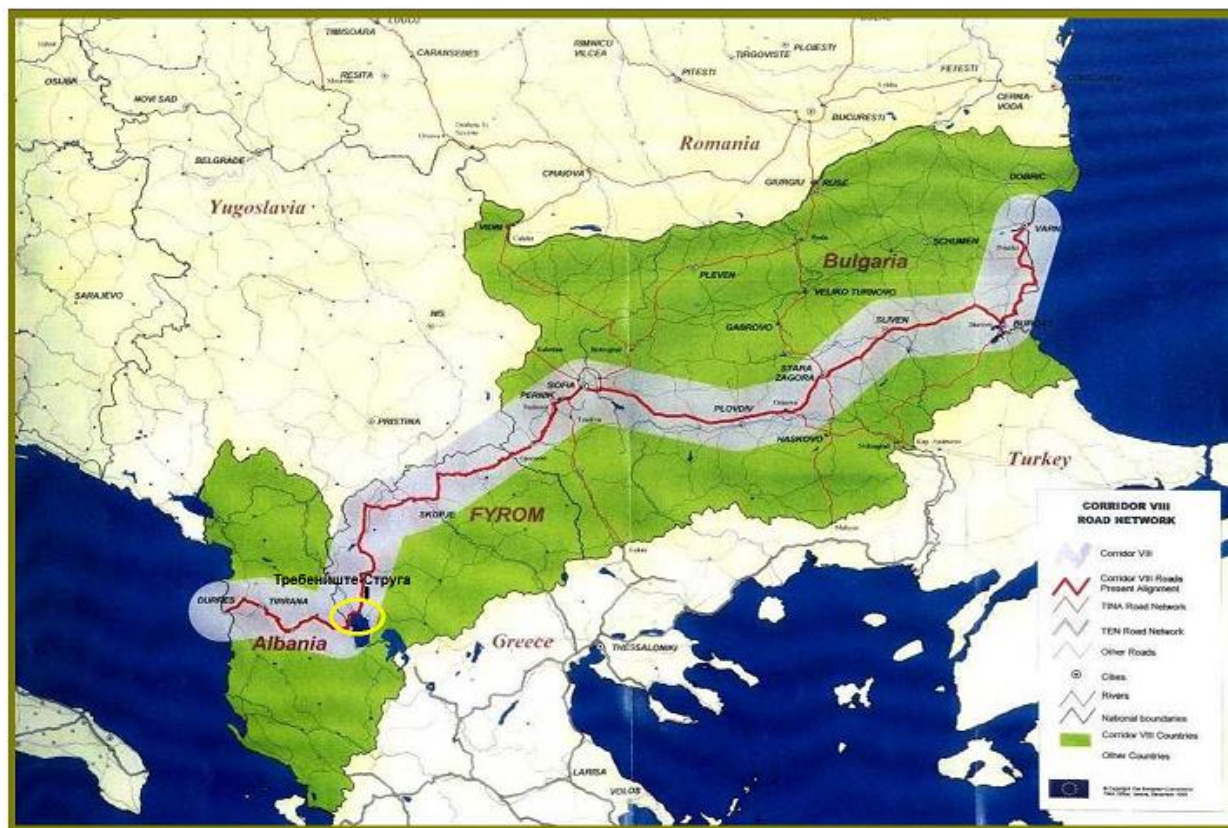 TIMISOARA
LUGOJ
CARANSEBES
RESITA
RIMNICU
VILCEA
TIRGOVISTE
PLOIESTI
PITESTI
FETESTI
CERNA-
VODA
OSIJEK
NOVI SAD
BELGRADE
BUCURESTI
Romania
CRAIOVA
GIURGIU
RUSE
DOBRIC
Yugoslavia
VIDIN
Calafat
SCHUMEN
VARN
Bulgaria
PLEVEN
VELIKO TURNOVO
SARAJEVO
NIS
GABROVO
SLIVEN
BURGAS
STARA
ZAGORA
SOFIA
PERNIK
PLOVDIV
HASKOVO
PRISTINA
Turkey
SKOPJE
FYROM
Требениште-Струга
DURRES
TIRRANA
Albania
Greece
THESSALONIKI
LARISA
VOLOS
CORRIDOR VIII
ROAD NETWORK
Corridor VIII
Corridor VIII Roads
Present Alignment
TINA Road Network
TEN Road Network
Other Roads
Cities
Rivers
National boundaries
Corridor VIII Countries
Other Countries